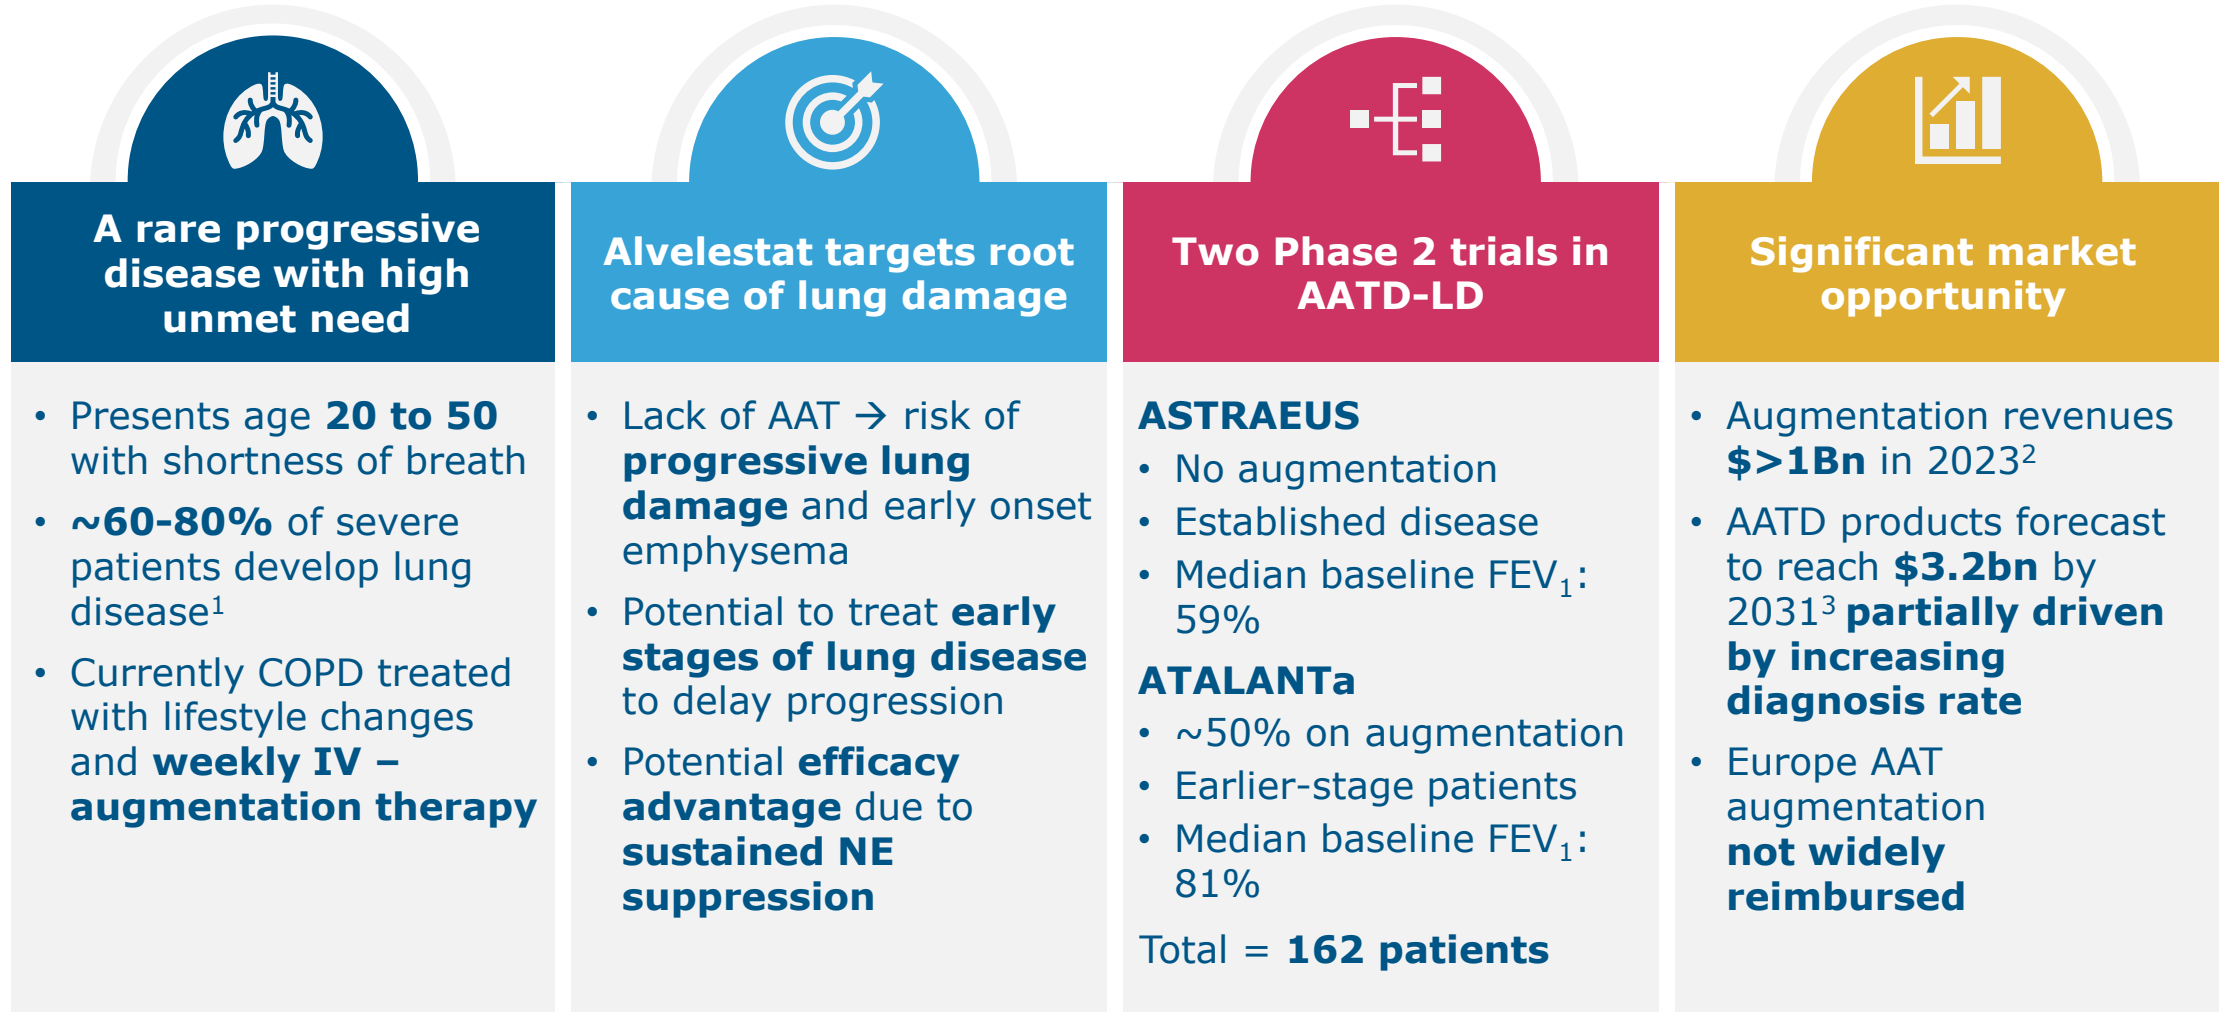 A rare progressive
disease with high
unmet need
• Presents age 20 to 50
with shortness of breath
• ~60-80% of severe
patients develop lung
disease¹
• Currently COPD treated
with lifestyle changes
and weekly IV –
augmentation therapy
Alvelestat targets root
cause of lung damage
• Lack of AAT → risk of
progressive lung
damage and early onset
emphysema
• Potential to treat early
stages of lung disease
to delay progression
• Potential efficacy
advantage due to
sustained NE
suppression
Two Phase 2 trials in
AATD-LD
ASTRAEUS
• No augmentation
• Established disease
• Median baseline FEV₁:
59%
ATALANTa
• ~50% on augmentation
• Earlier-stage patients
• Median baseline FEV₁:
81%
Total = 162 patients
Significant market
opportunity
• Augmentation revenues
$>1Bn in 2023²
• AATD products forecast
to reach $3.2bn by
2031³ partially driven
by increasing
diagnosis rate
• Europe AAT
augmentation
not widely
reimbursed